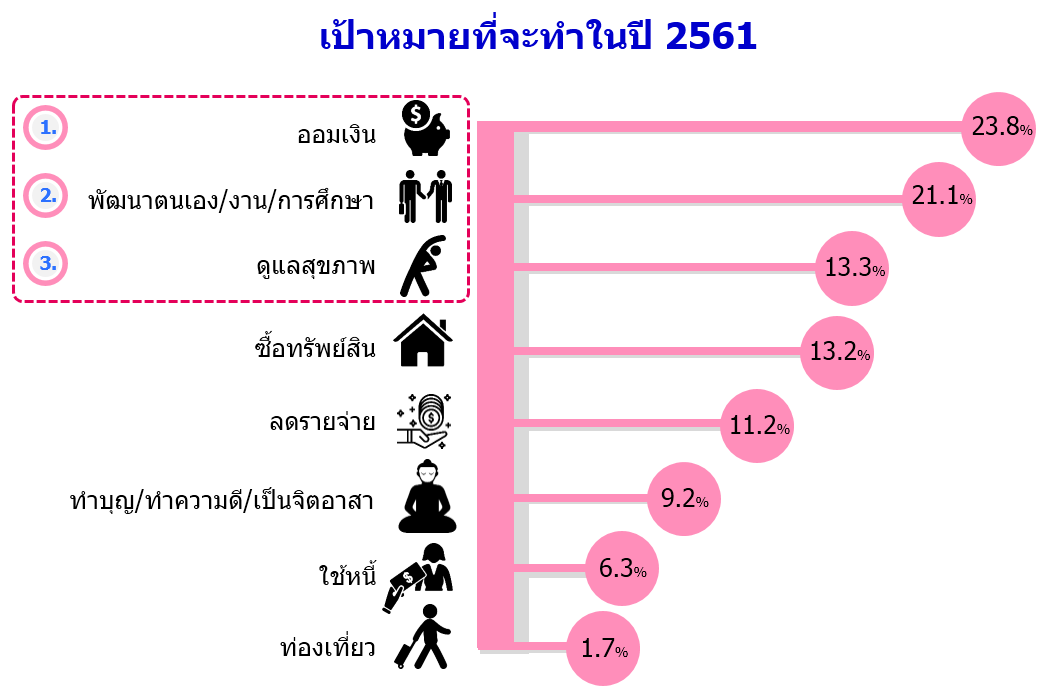 เป้าหมายที่จะทำในปี 2561
1. ออมเงิน 23.8%
2. พัฒนาตนเอง/งาน/การศึกษา 21.1%
3. ดูแลสุขภาพ 13.3%
ซื้อทรัพย์สิน 13.2%
ลดรายจ่าย 11.2%
ทำบุญ/ทำความดี/เป็นจิตอาสา 9.2%
ใช้หนี้ 6.3%
ท่องเที่ยว 1.7%